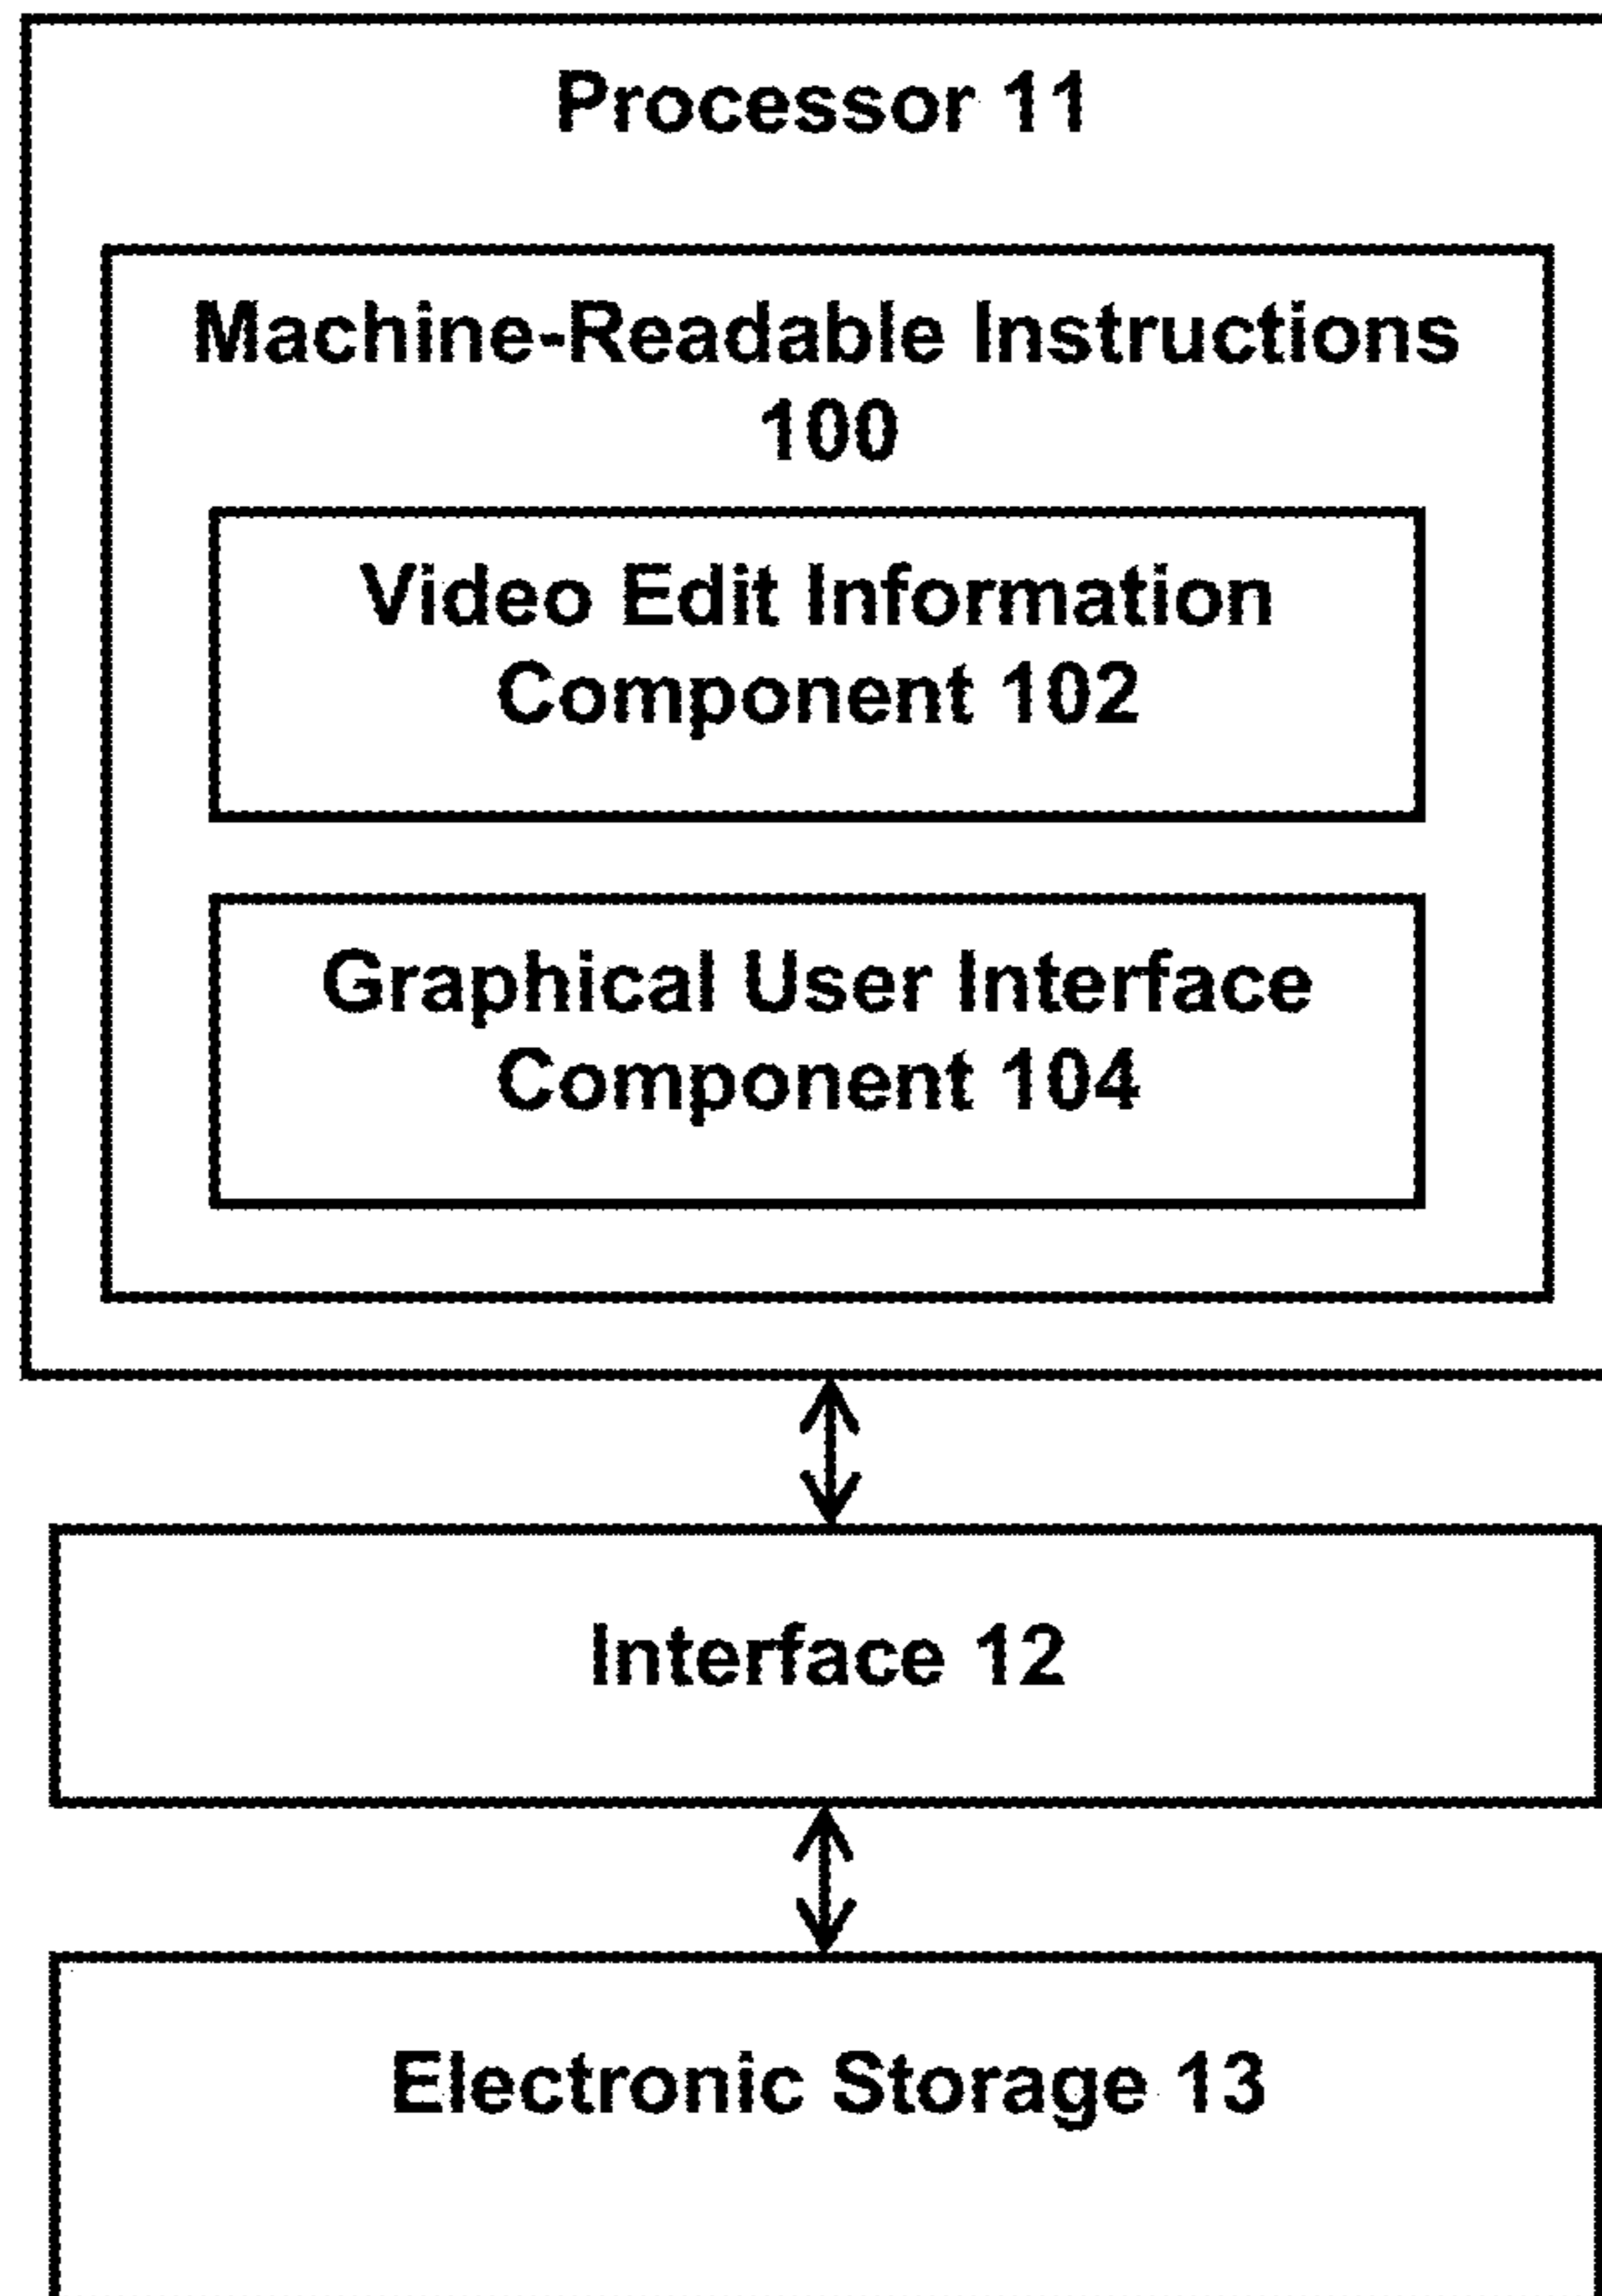 Processor 11
Machine-Readable Instructions
100
Video Edit Information
Component 102
Graphical User Interface
Component 104
Interface 12
Electronic Storage 13